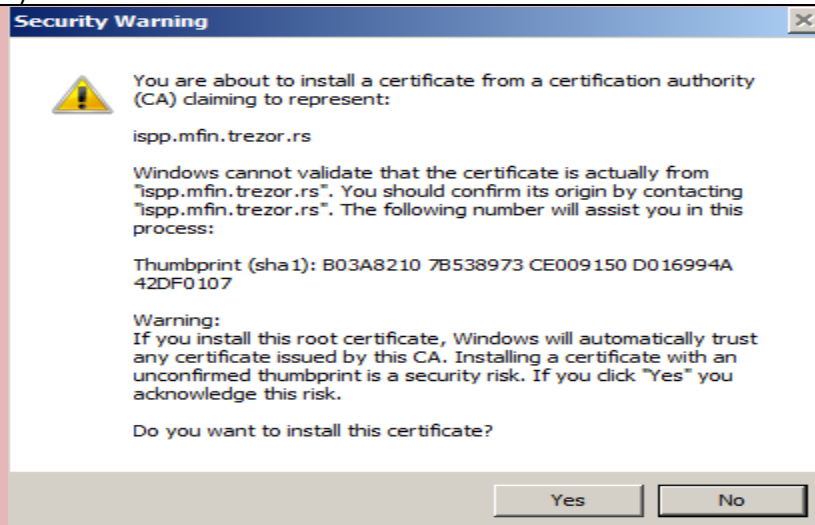 Security Warning
You are about to install a certificate from a certification authority
(CA) claiming to represent:
ispp.mfin.trezor.rs
Windows cannot validate that the certificate is actually from
"ispp.mfin.trezor.rs". You should confirm its origin by contacting
"ispp.mfin.trezor.rs". The following number will assist you in this
process:
Thumbprint (sha1): B03A8210 7B538973 CE009150 D016994A
42DF0107
Warning:
If you install this root certificate, Windows will automatically trust
any certificate issued by this CA. Installing a certificate with an
unconfirmed thumbprint is a security risk. If you click "Yes" you
acknowledge this risk.
Do you want to install this certificate?
Yes No